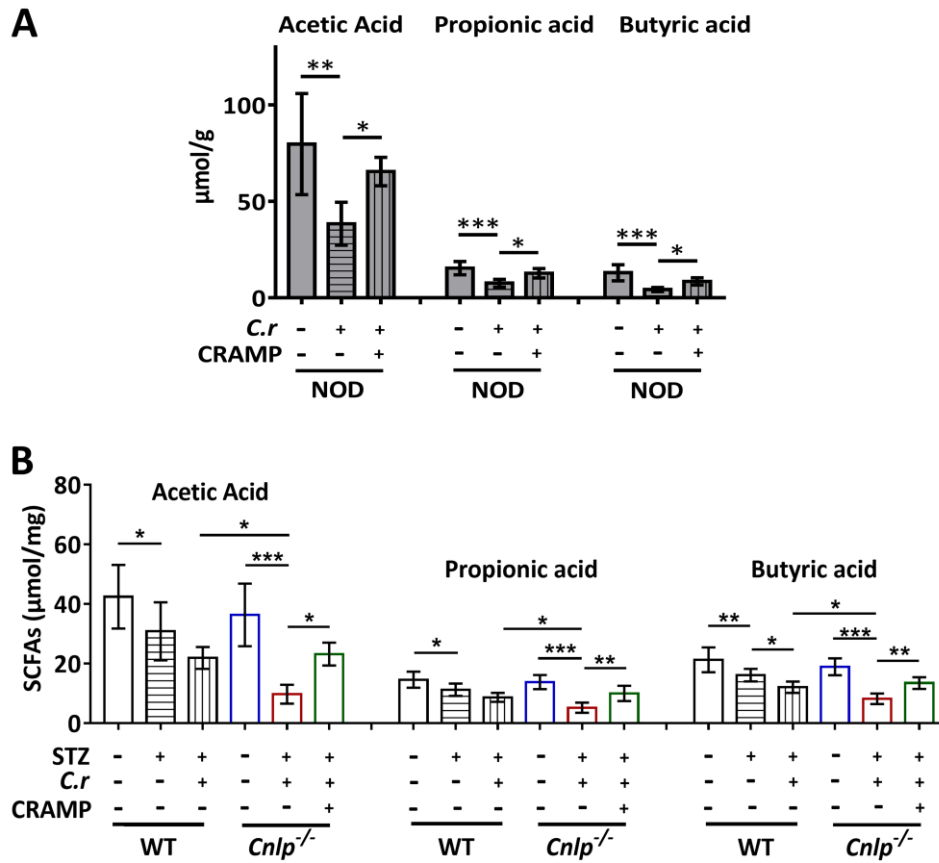 A
Acetic Acid Propionic acid Butyric acid
** * *** * *** *
μmol/g
100
50
0
C.r - + + - + + - + +
CRAMP - - + - - + - - +
NOD NOD NOD
B
SCFAs (μmol/mg)
80
60
40
20
0
Acetic Acid
Propionic acid Butyric acid
* * *** * * * *** ** ** * * *** **
STZ - + + - + + - + + - + + - + + - + +
C.r - - + - + + - - + - + + - - + - + +
CRAMP - - - - - + - - - - - + - - - - - +
WT Cnlp-/- WT Cnlp-/- WT Cnlp-/-